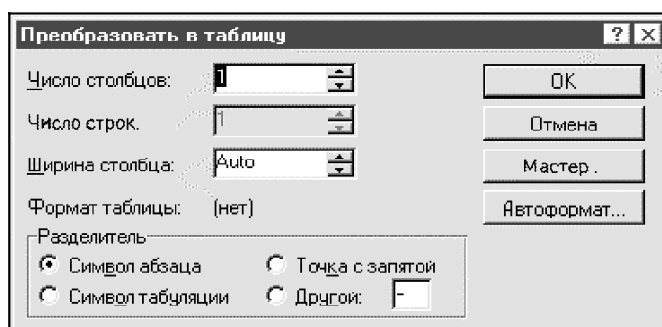 Преобразовать в таблицу
Число столбцов: 1
OK
Число строк. 1
Отмена
Ширина столбца: Auto
Мастер .
Формат таблицы: (нет)
Автоформат...
Разделитель
Символ абзаца Точка с запятой
Символ табуляции Другой: -